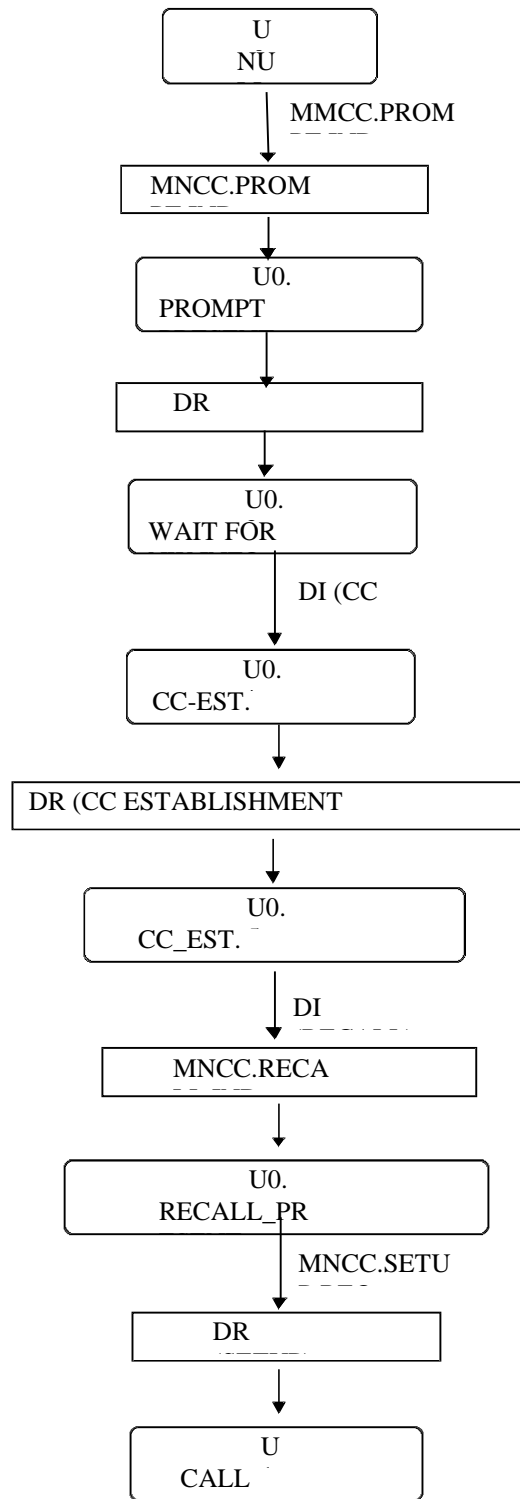 U
NU
MMCC.PROM
MNCC.PROM
U0.
PROMPT
DR
U0.
WAIT FOR
DI (CC
U0.
CC-EST.
DR (CC ESTABLISHMENT
U0.
CC_EST.
DI
MNCC.RECA
U0.
RECALL_PR
MNCC.SETU
DR
U
CALL